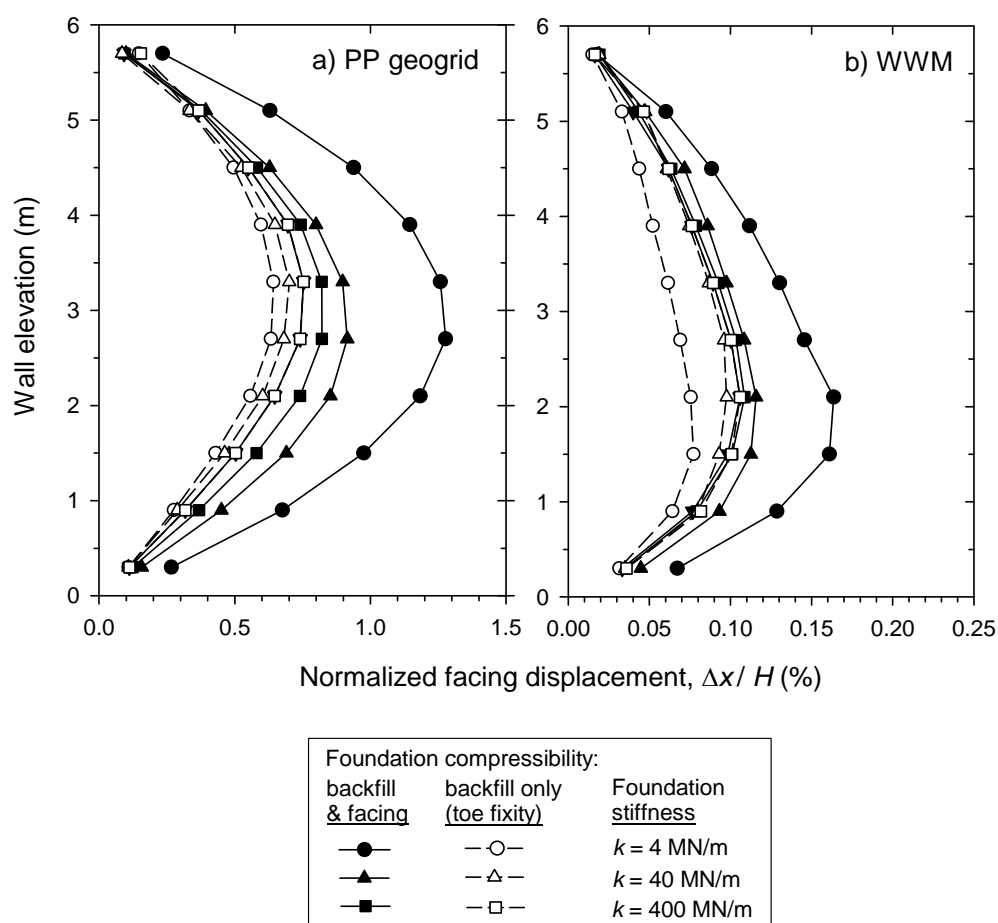 a) PP geogrid
b) WWM
Wall elevation (m)
6
5
4
3
2
1
0
0.0 0.5 1.0 1.5
6
5
4
3
2
1
0
0.00 0.05 0.10 0.15 0.20 0.25
Normalized facing displacement, Δx / H (%)
Foundation compressibility:
backfill & facing
backfill only (toe fixity)
Foundation stiffness
k = 4 MN/m
k = 40 MN/m
k = 400 MN/m